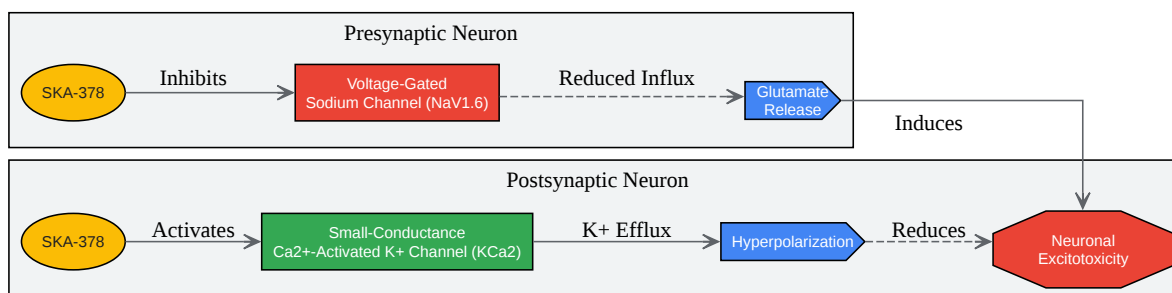 Presynaptic Neuron
SKA-378
Inhibits
Voltage-Gated
Sodium Channel (NaV1.6)
Reduced Influx
Glutamate
Release
Induces
Postsynaptic Neuron
SKA-378
Activates
Small-Conductance
Ca2+-Activated K+ Channel (KCa2)
K+ Efflux
Hyperpolarization
Reduces
Neuronal
Excitotoxicity